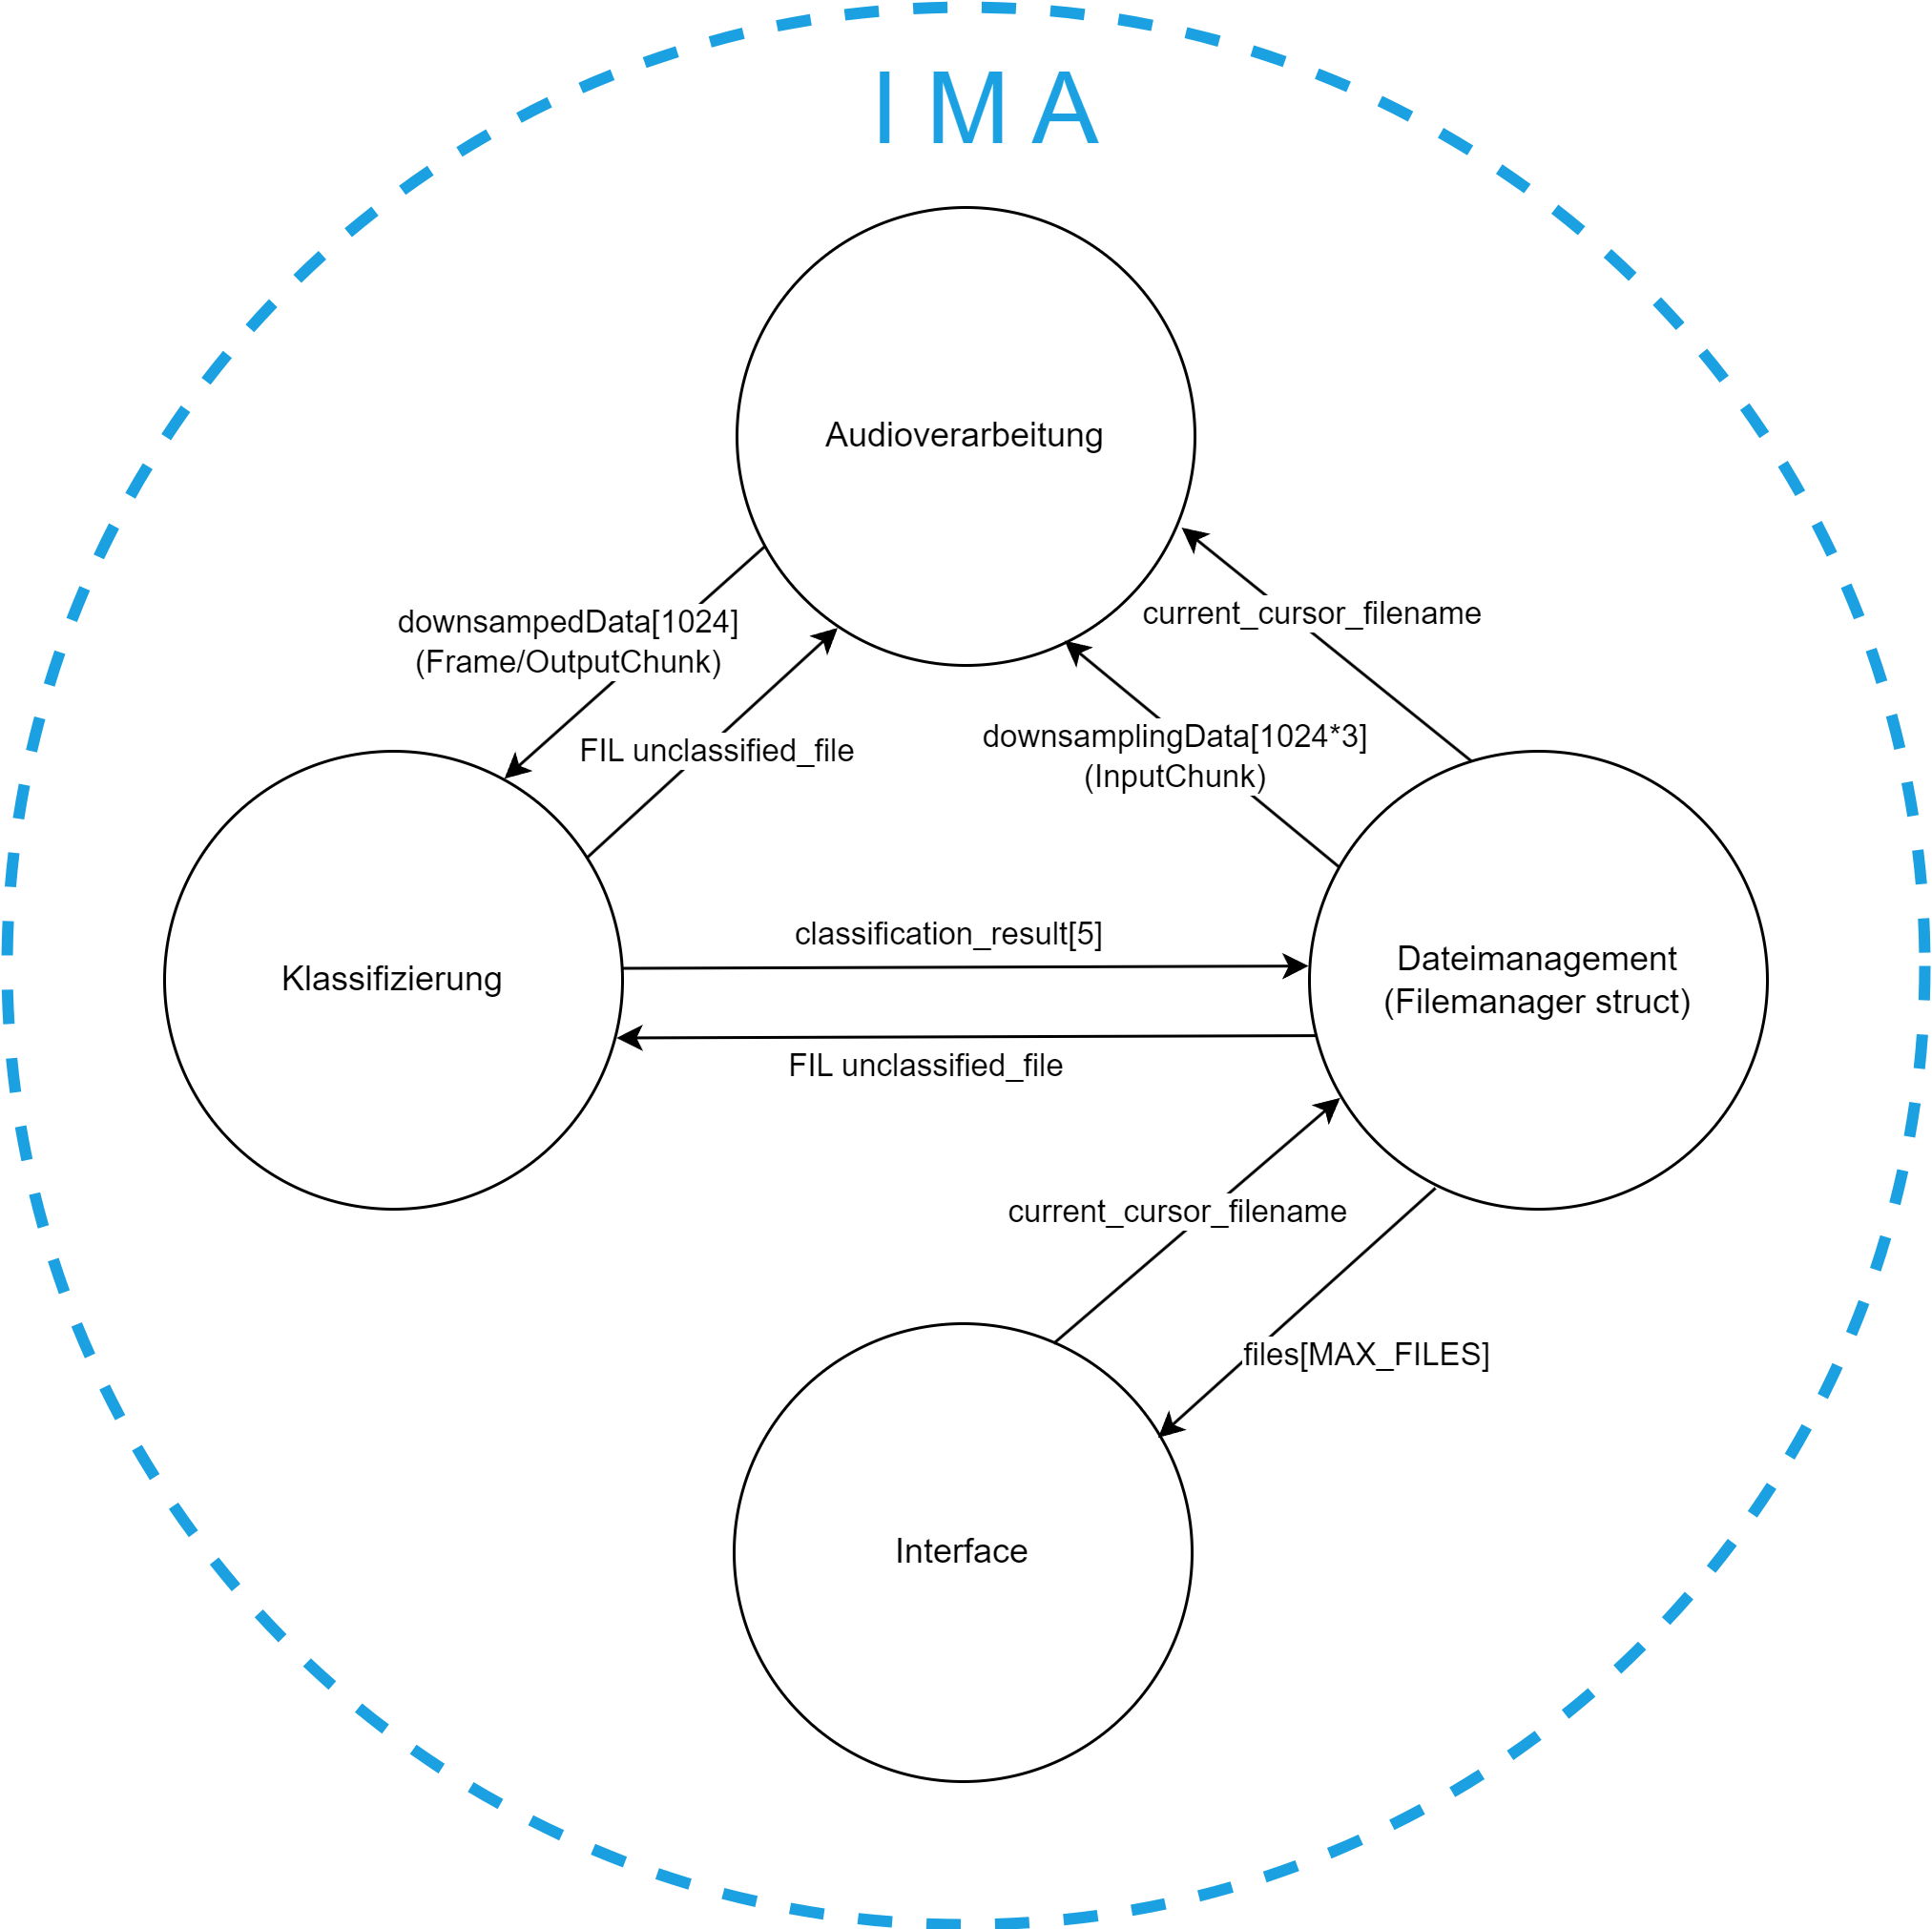 I M A
Audioverarbeitung
downsampedData[1024]
(Frame/OutputChunk)
current_cursor_filename
FIL unclassified_file
downsamplingData[1024*3]
(InputChunk)
classification_result[5]
Klassifizierung
Dateimanagement
(Filemanager struct)
FIL unclassified_file
current_cursor_filename
files[MAX_FILES]
Interface